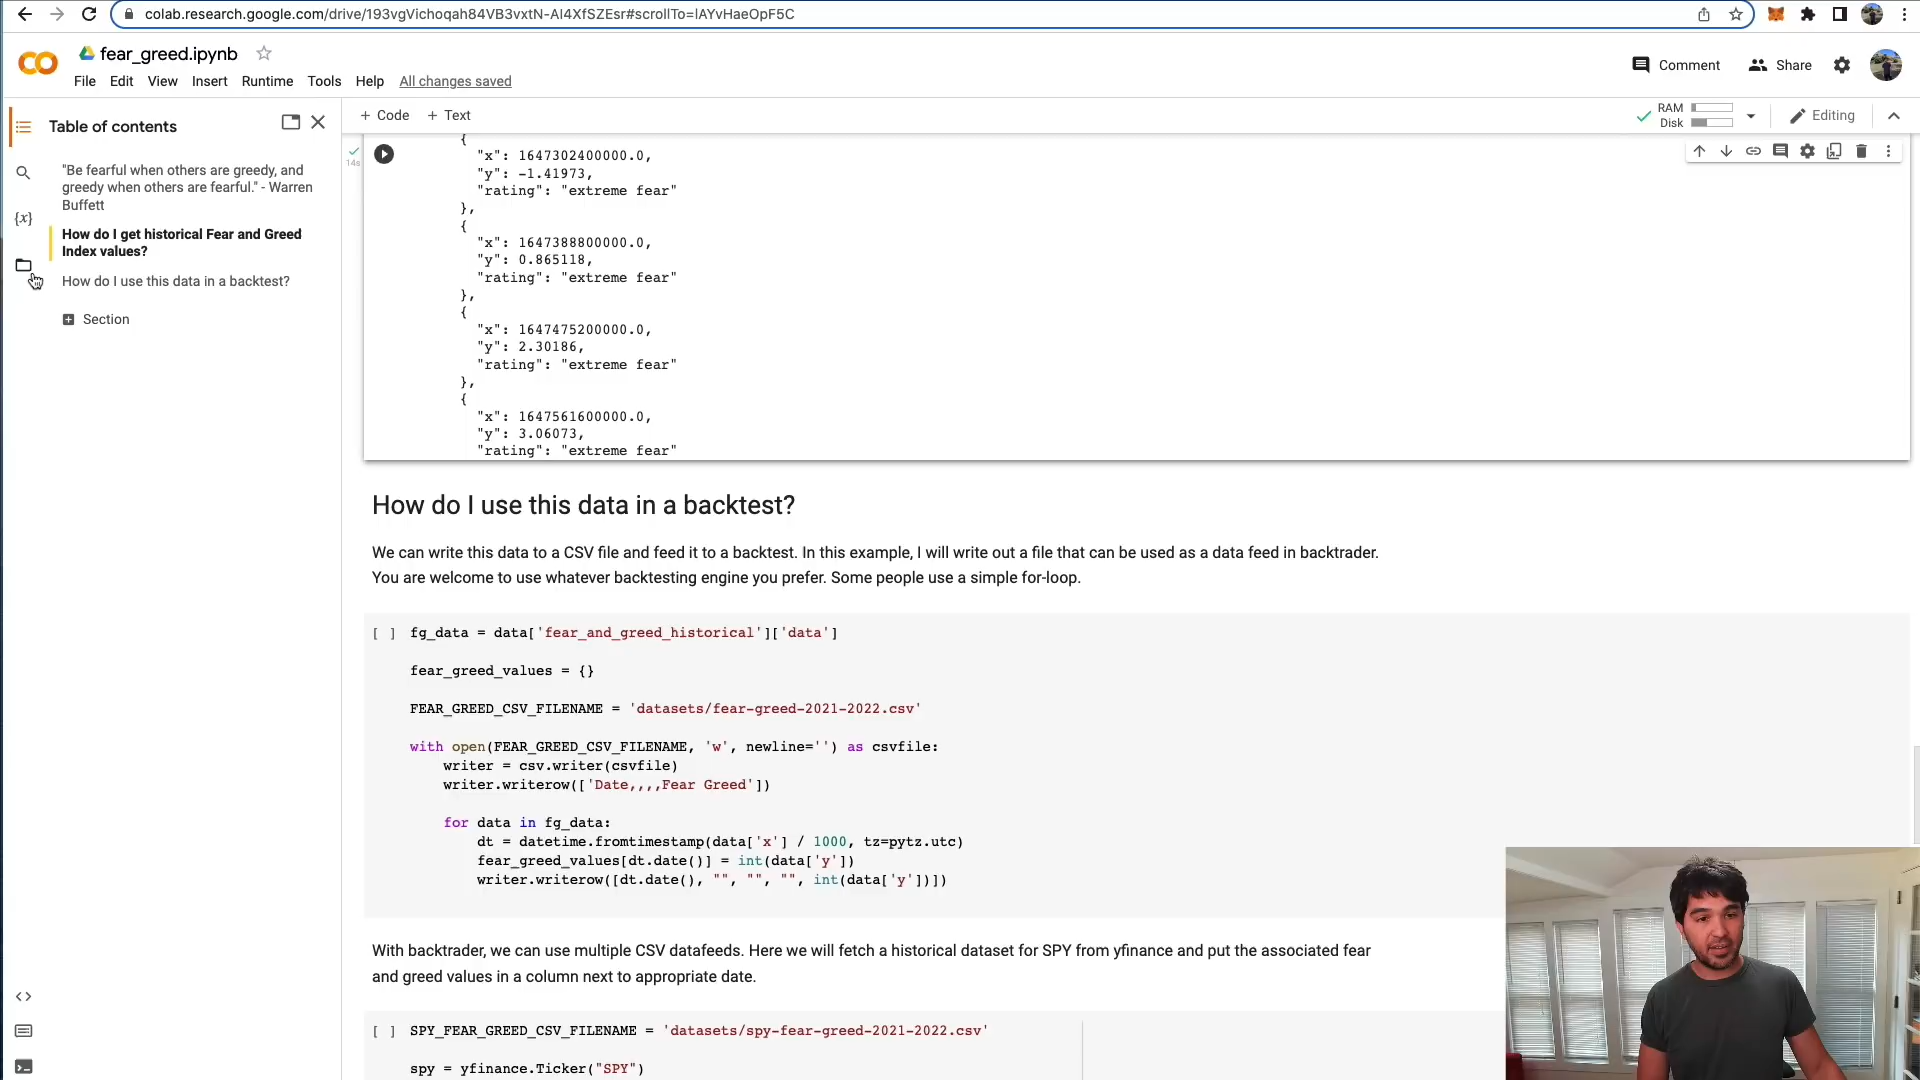 colab.research.google.com/drive/193vgVichoqah84VB3vxtN-AI4XfSZEsr#scrollTo=lAYvHaeOpF5C
fear_greed.ipynb
File Edit View Insert Runtime Tools Help All changes saved
Comment Share
Table of contents
"Be fearful when others are greedy, and
greedy when others are fearful." - Warren
Buffett
How do I get historical Fear and Greed
Index values?
How do I use this data in a backtest?
Section
{x}
+ Code + Text
RAM
Disk
Editing
14s
{
"x": 1647302400000.0,
"y": -1.41973,
"rating": "extreme fear"
},
{
"x": 1647388800000.0,
"y": 0.865118,
"rating": "extreme fear"
},
{
"x": 1647475200000.0,
"y": 2.30186,
"rating": "extreme fear"
},
{
"x": 1647561600000.0,
"y": 3.06073,
"rating": "extreme fear"
How do I use this data in a backtest?
We can write this data to a CSV file and feed it to a backtest. In this example, I will write out a file that can be used as a data feed in backtrader.
You are welcome to use whatever backtesting engine you prefer. Some people use a simple for-loop.
[ ] fg_data = data['fear_and_greed_historical']['data']
fear_greed_values = {}
FEAR_GREED_CSV_FILENAME = 'datasets/fear-greed-2021-2022.csv'
with open(FEAR_GREED_CSV_FILENAME, 'w', newline='') as csvfile:
writer = csv.writer(csvfile)
writer.writerow(['Date,,,,Fear Greed'])
for data in fg_data:
dt = datetime.fromtimestamp(data['x'] / 1000, tz=pytz.utc)
fear_greed_values[dt.date()] = int(data['y'])
writer.writerow([dt.date(), "", "", "", int(data['y'])])
With backtrader, we can use multiple CSV datafeeds. Here we will fetch a historical dataset for SPY from yfinance and put the associated fear
and greed values in a column next to appropriate date.
[ ] SPY_FEAR_GREED_CSV_FILENAME = 'datasets/spy-fear-greed-2021-2022.csv'
spy = yfinance.Ticker("SPY")